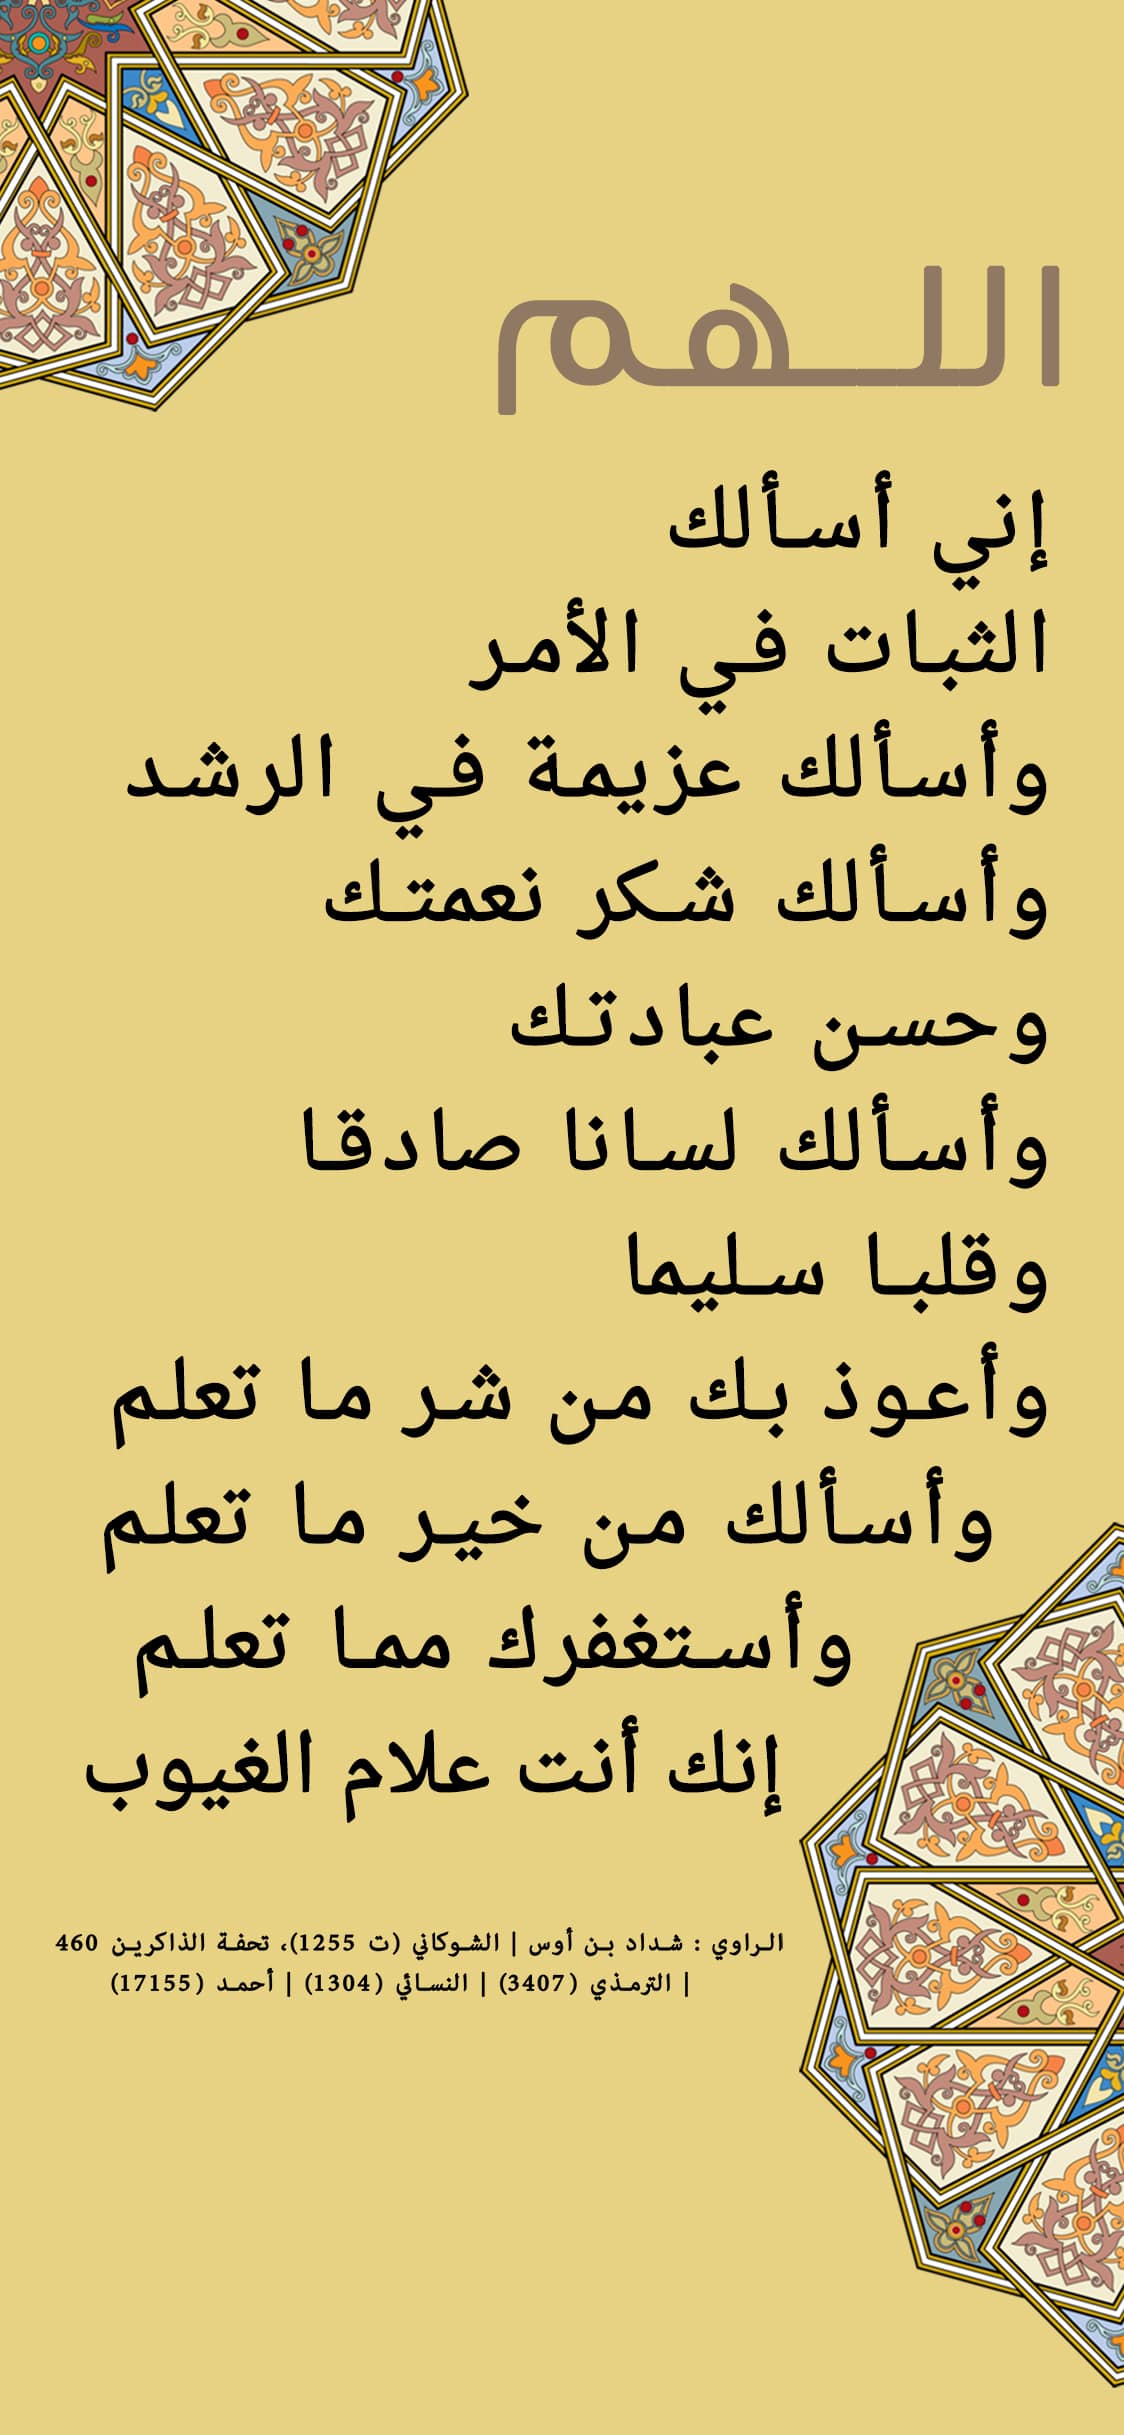 اللهم
إني أسألك
الثبات في الأمر
وأسألك عزيمة في الرشد
وأسألك شكر نعمتك
وحسن عبادتك
وأسألك لسانا صادقا
وقلبا سليما
وأعوذ بك من شر ما تعلم
وأسألك من خير ما تعلم
وأستغفرك مما تعلم
إنك أنت علام الغيوب
الراوي : شداد بن أوس | الشوكاني (ت 1255)، تحفة الذاكرين 460
| الترمذي (3407) | النسائي (1304) | أحمد (17155)